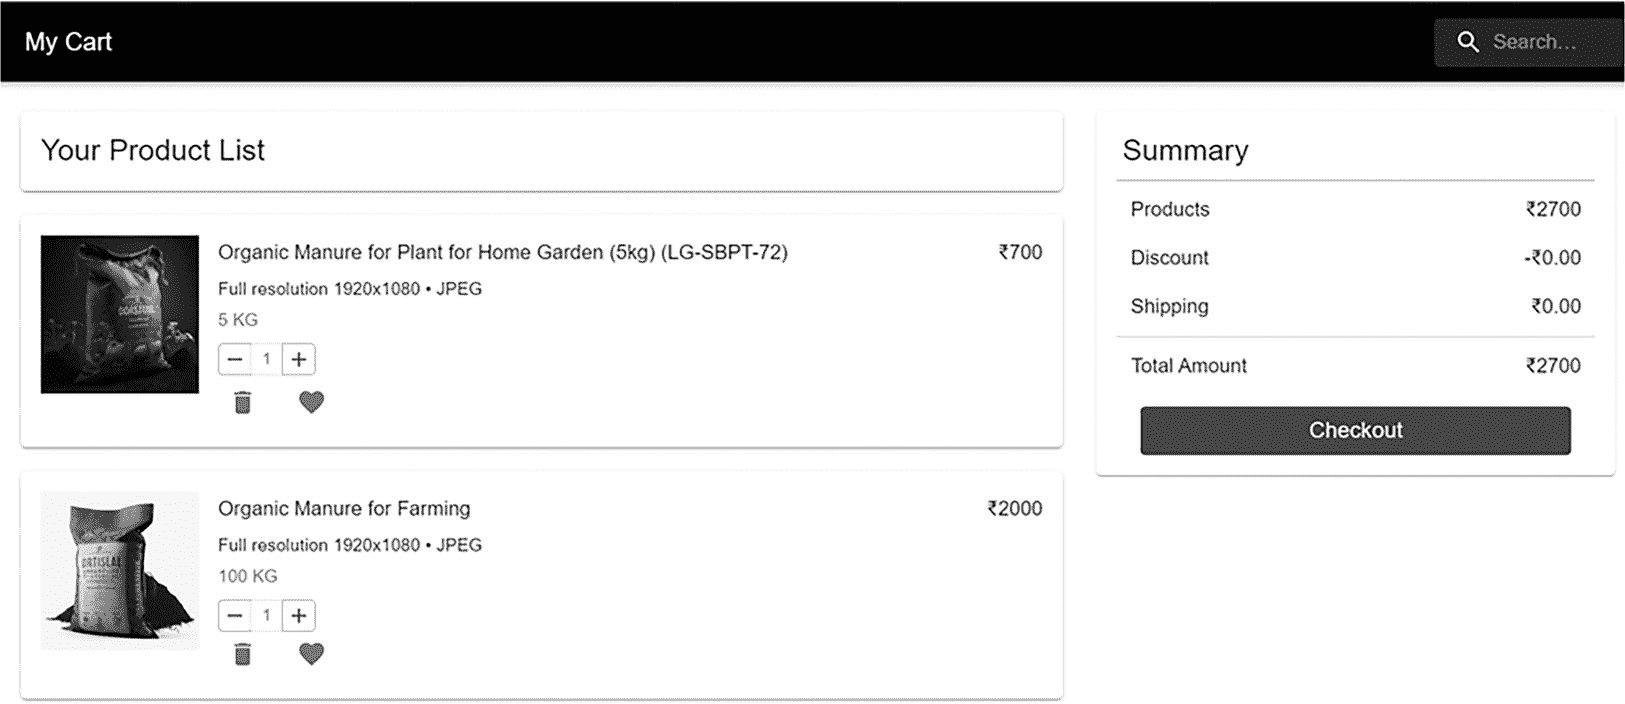 My Cart
Search...
Your Product List
Organic Manure for Plant for Home Garden (5kg) (LG-SBPT-72) ₹700
Full resolution 1920x1080 • JPEG
5 KG
1
Organic Manure for Farming ₹2000
Full resolution 1920x1080 • JPEG
100 KG
1
Summary
Products ₹2700
Discount -₹0.00
Shipping ₹0.00
Total Amount ₹2700
Checkout